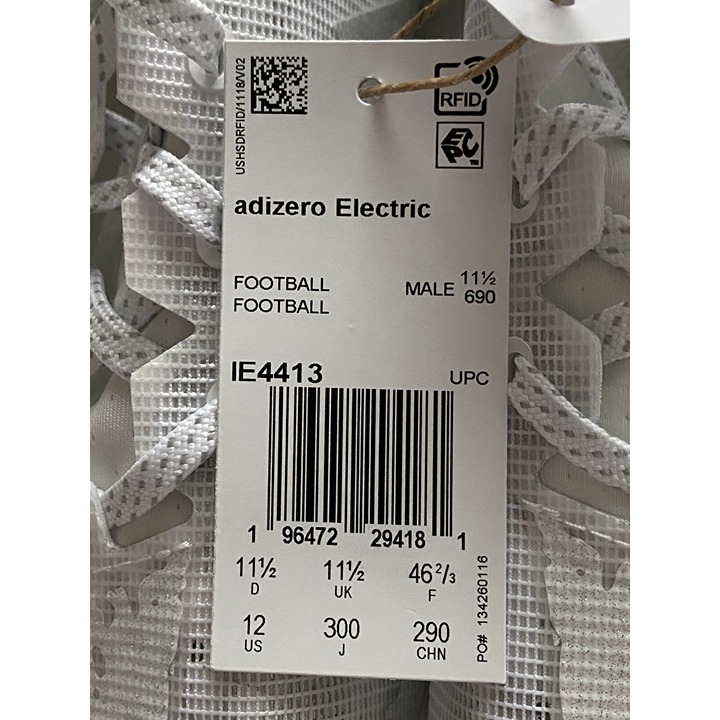 USHSDRFID/1118/V02
RFID
EPC™
adizero Electric
FOOTBALL
FOOTBALL
MALE 11½
690
IE4413
UPC
1 96472 29418 1
11½ 11½ 46²/₃
D UK F
12 300 290
US J CHN
PO# 134260116